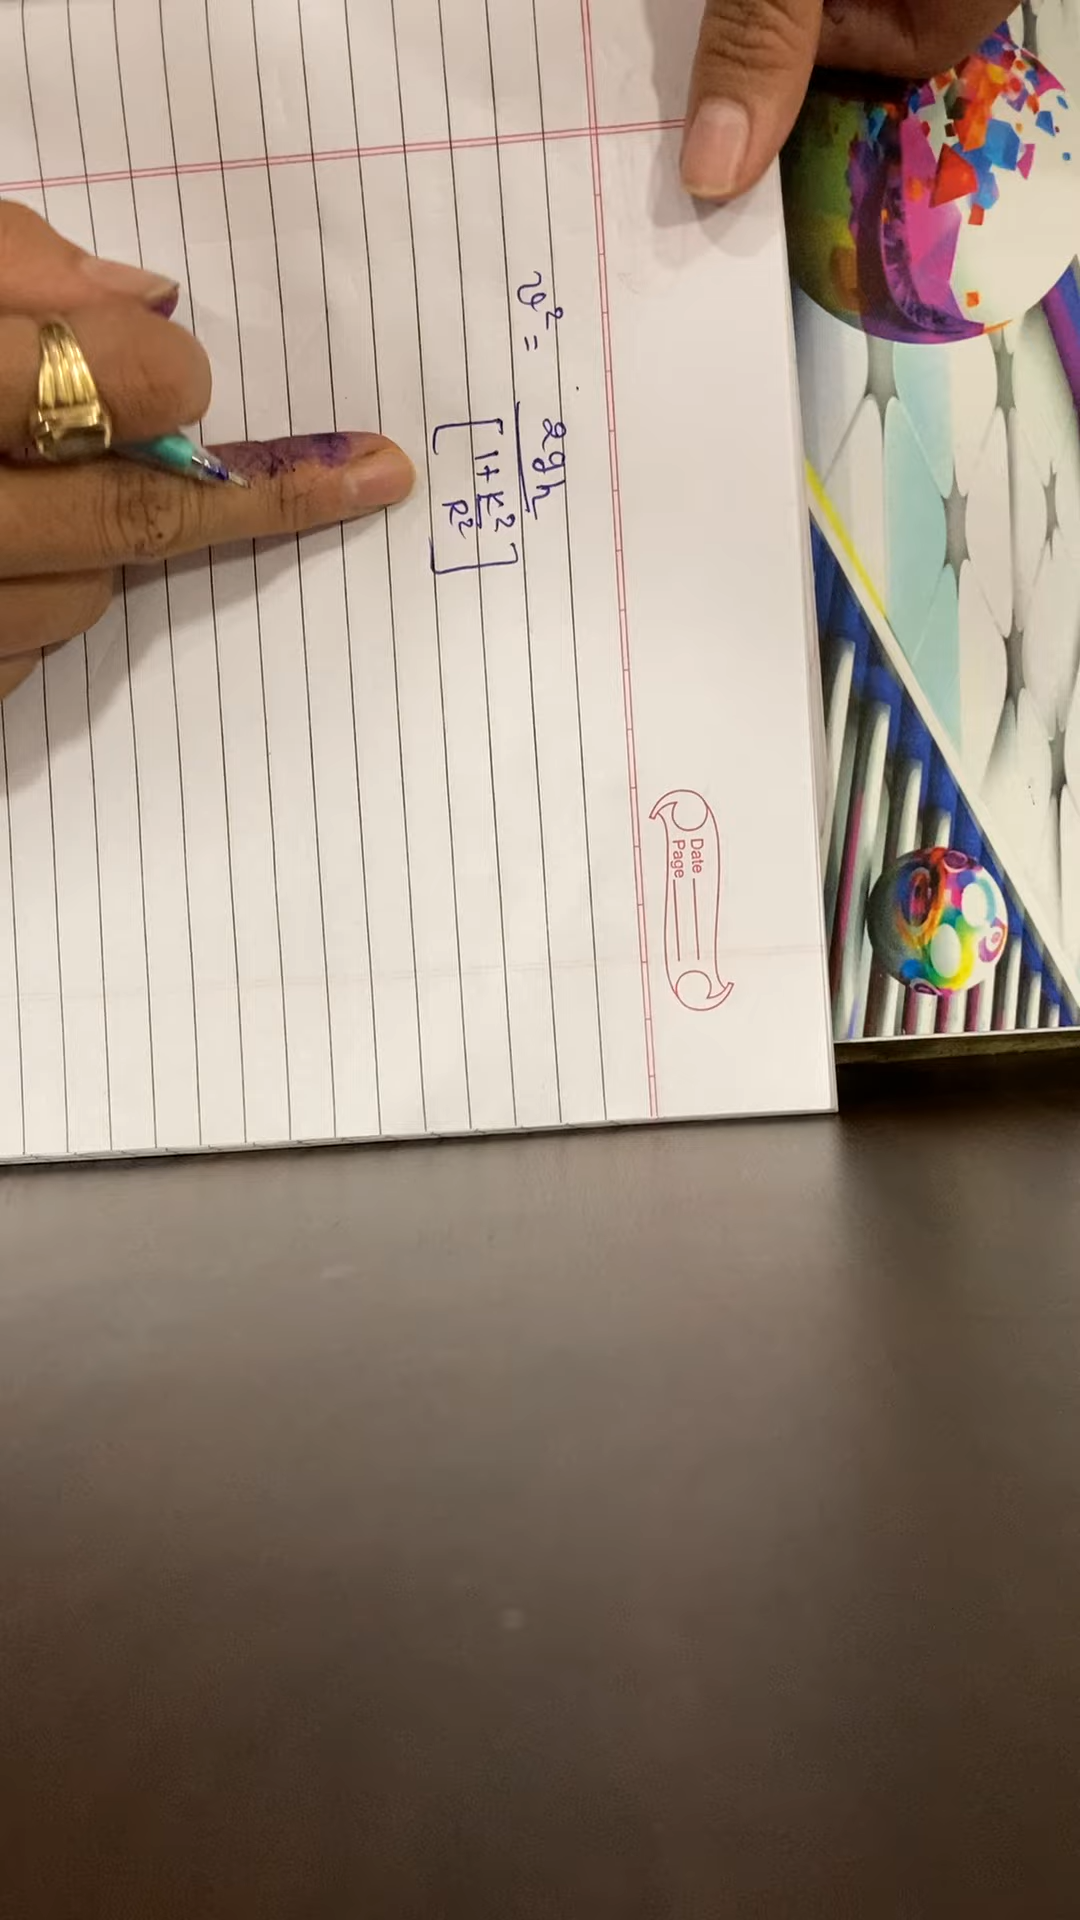 Date
Page
v² = 2gh
[1+ K²
R²]